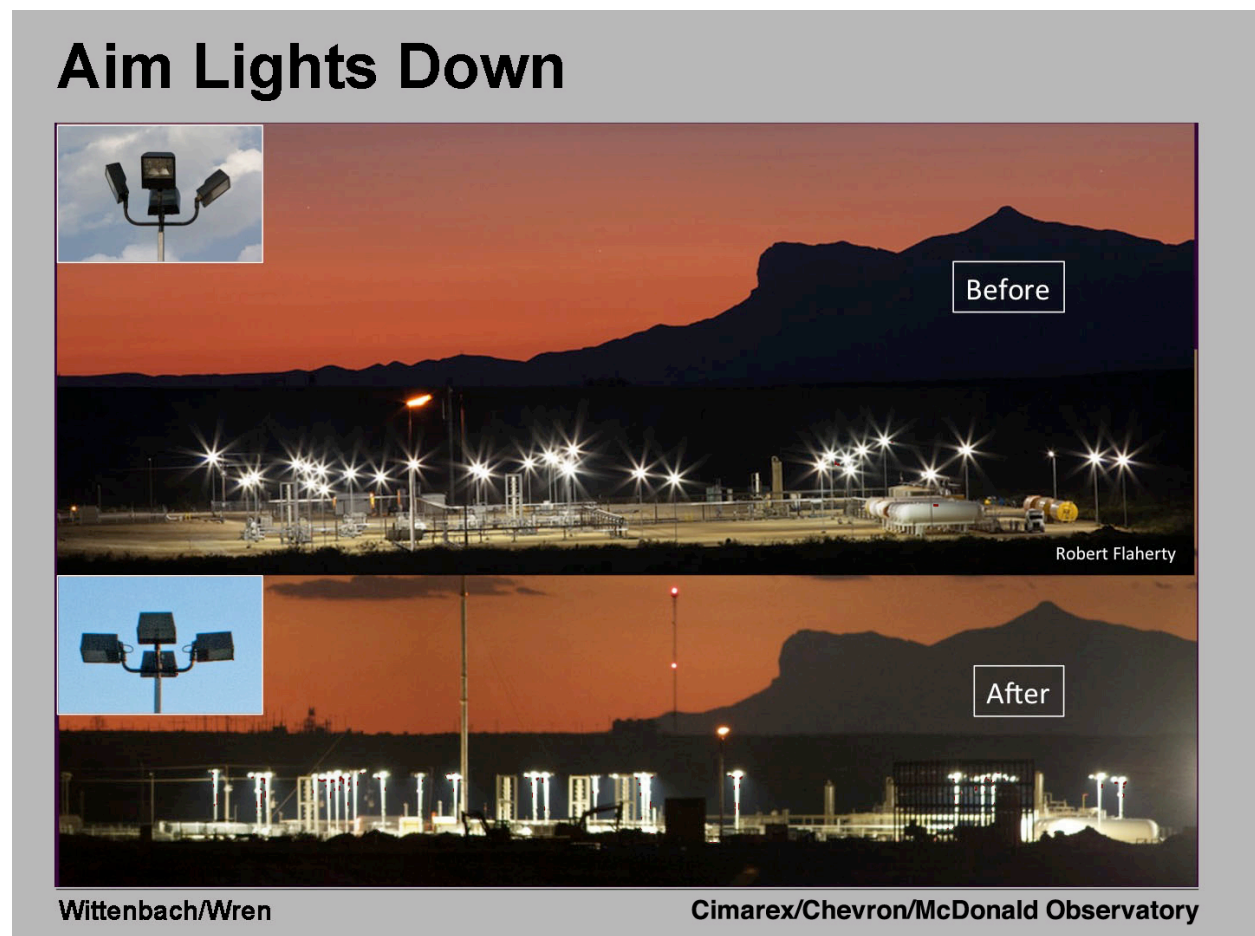 Aim Lights Down
Before
Robert Flaherty
After
Wittenbach/Wren
Cimarex/Chevron/McDonald Observatory